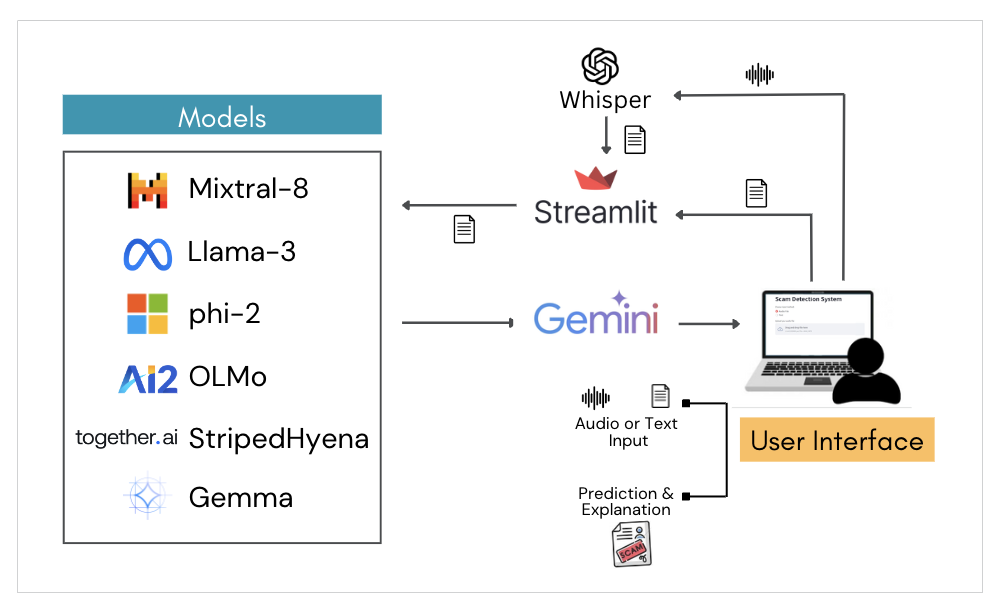 Whisper
Models
Mixtral-8
Streamlit
Llama-3
Scam Detection System
Gemini
phi-2
Ai2 OLMo
Audio or Text
Input
together.ai StripedHyena
User Interface
Gemma
Prediction &
Explanation
SCAM